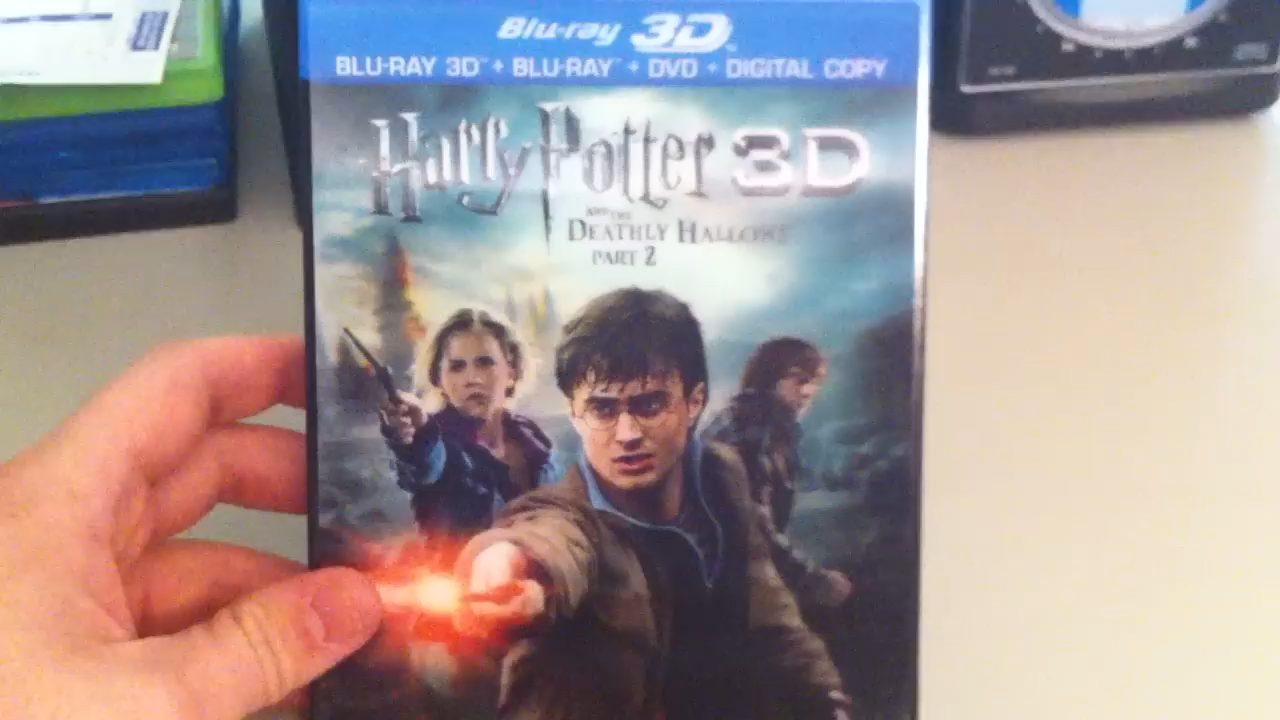 Blu-ray 3D™
BLU-RAY 3D™ + BLU-RAY™ + DVD + DIGITAL COPY
Harry Potter 3D
AND THE
DEATHLY HALLOWS
PART 2